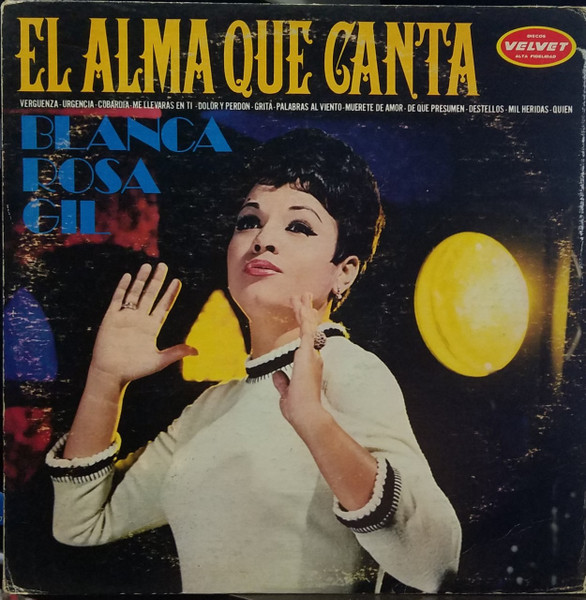 EL ALMA QUE CANTA
DISCOS
VELVET
ALTA FIDELIDAD
VERGUENZA - URGENCIA - COBARDIA - ME LLEVARAS EN TI - DOLOR Y PERDON - GRITÁ - PALABRAS AL VIENTO - MUERETE DE AMOR - DE QUE PRESUMEN - DESTELLOS - MIL HERIDAS - QUIEN
BLANCA
ROSA
GIL